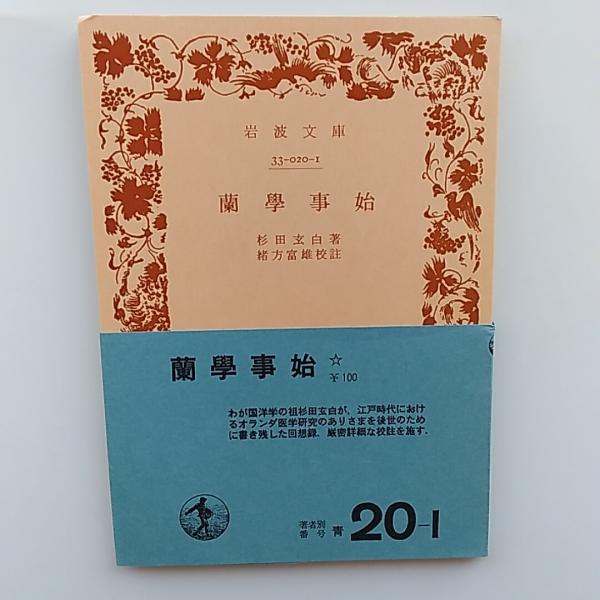 岩波文庫
33-020-1
蘭學事始
杉田玄白著
緒方富雄校註
蘭學事始 ☆
¥100
わが国洋学の祖杉田玄白が、江戸時代におけ
るオランダ医学研究のありさまを後世のため
に書き残した回想録。厳密詳細な校註を施す.
著者別
番号 青 20-1